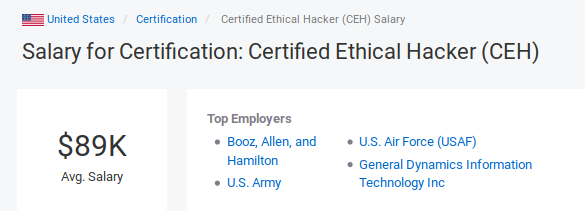 United States / Certification / Certified Ethical Hacker (CEH) Salary
Salary for Certification: Certified Ethical Hacker (CEH)
$89K
Avg. Salary
Top Employers
• Booz, Allen, and
Hamilton
• U.S. Army
• U.S. Air Force (USAF)
• General Dynamics Information
Technology Inc